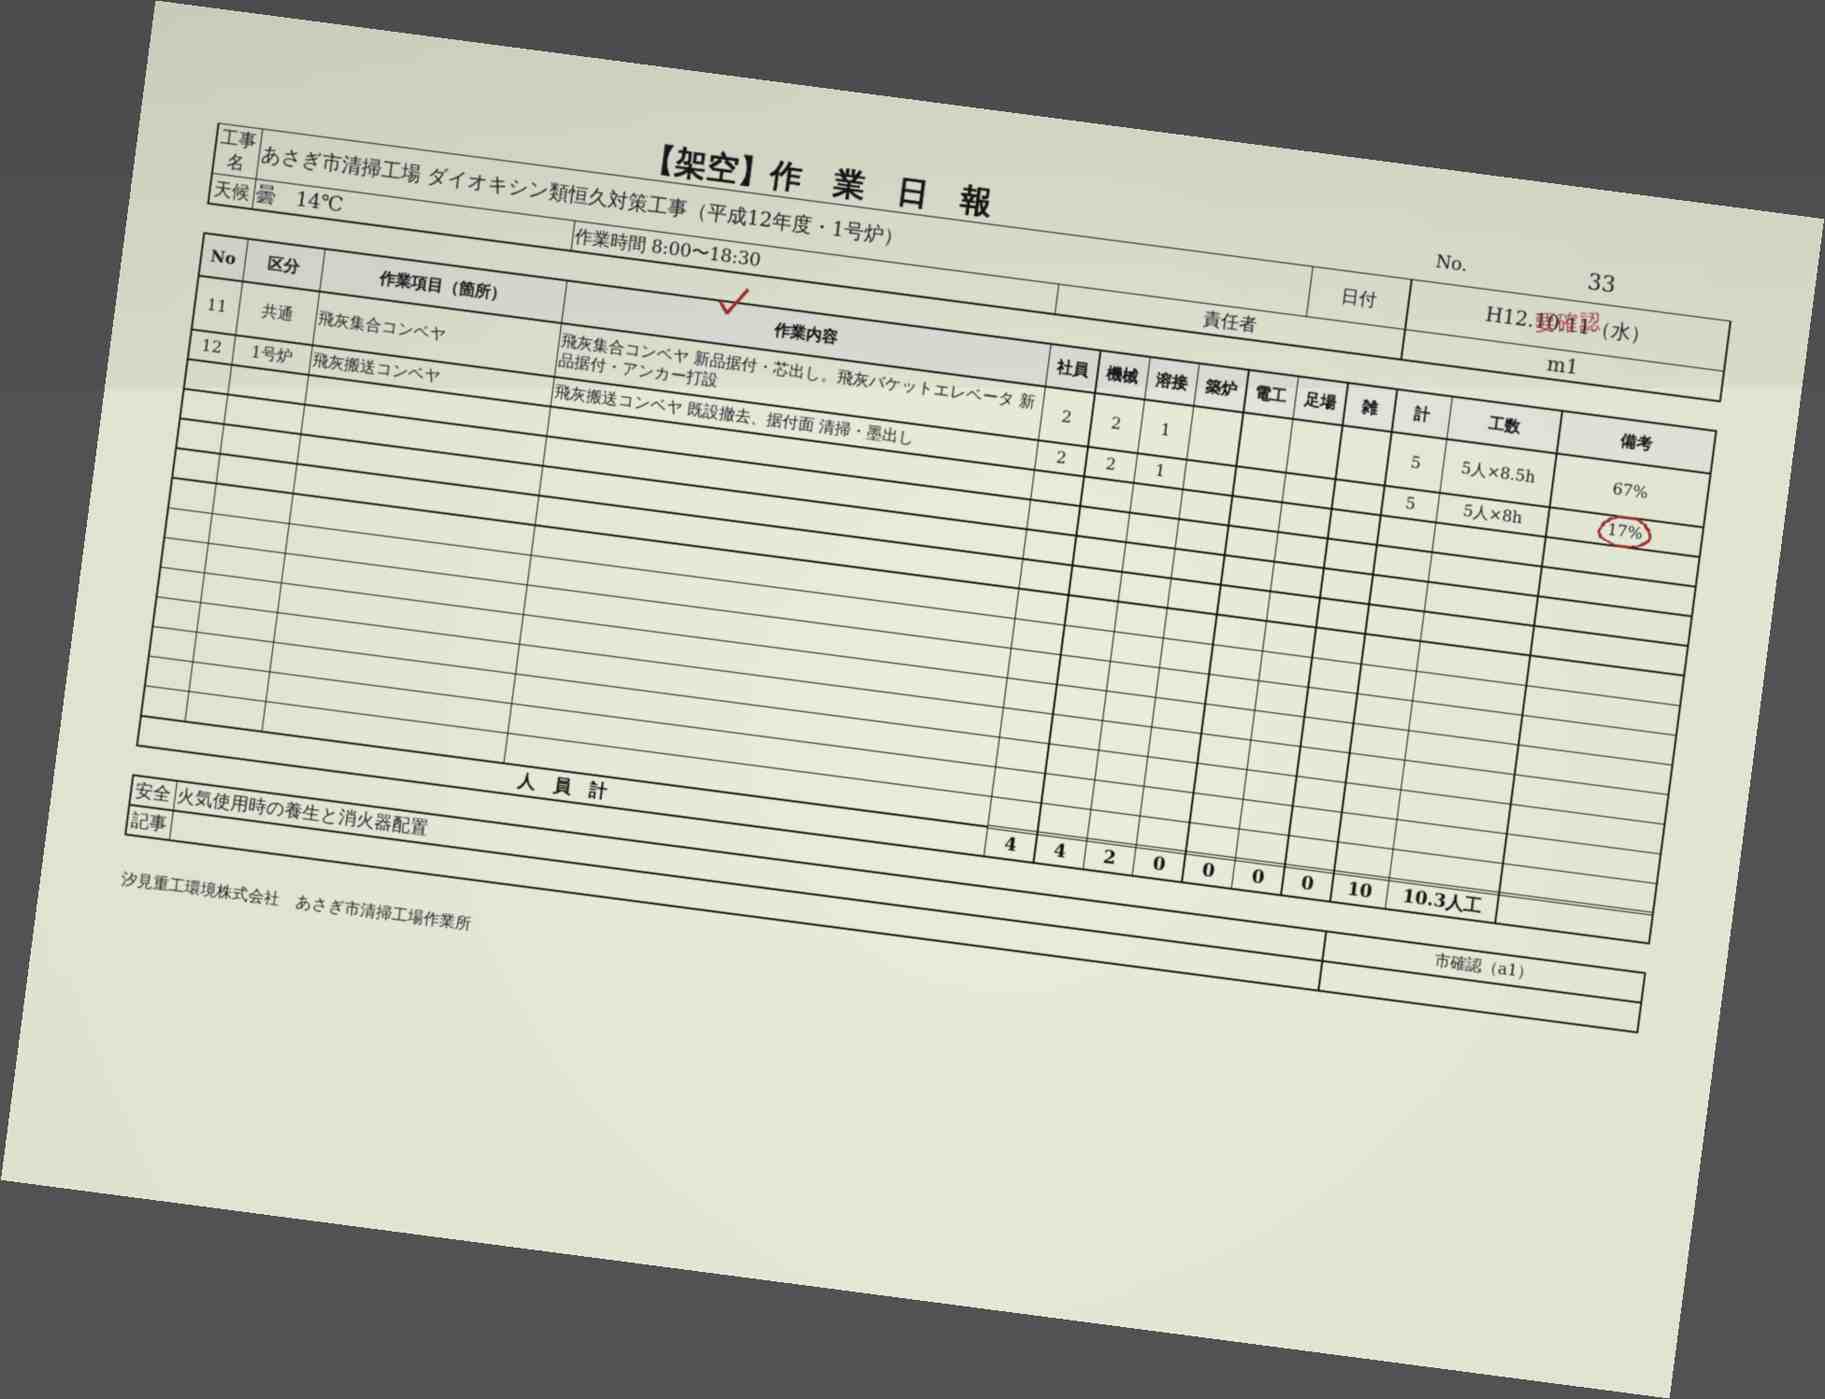 【架空】作　業　日　報
No. 33
工事名 あさぎ市清掃工場 ダイオキシン類恒久対策工事（平成12年度・1号炉） 日付 H12.10.11（水）
要確認
天候 曇　14℃ 作業時間 8:00〜18:30 責任者 m1
No 区分 作業項目（箇所） 作業内容 社員 機械 溶接 築炉 電工 足場 雑 計 工数 備考
11 共通 飛灰集合コンベヤ 飛灰集合コンベヤ 新品据付・芯出し。飛灰バケットエレベータ 新
品据付・アンカー打設 2 2 1 5 5人×8.5h 67%
12 1号炉 飛灰搬送コンベヤ 飛灰搬送コンベヤ 既設撤去、据付面 清掃・墨出し 2 2 1 5 5人×8h 17%
人　員　計 4 4 2 0 0 0 0 10 10.3人工
安全 火気使用時の養生と消火器配置 市確認（a1）
記事
汐見重工環境株式会社　あさぎ市清掃工場作業所